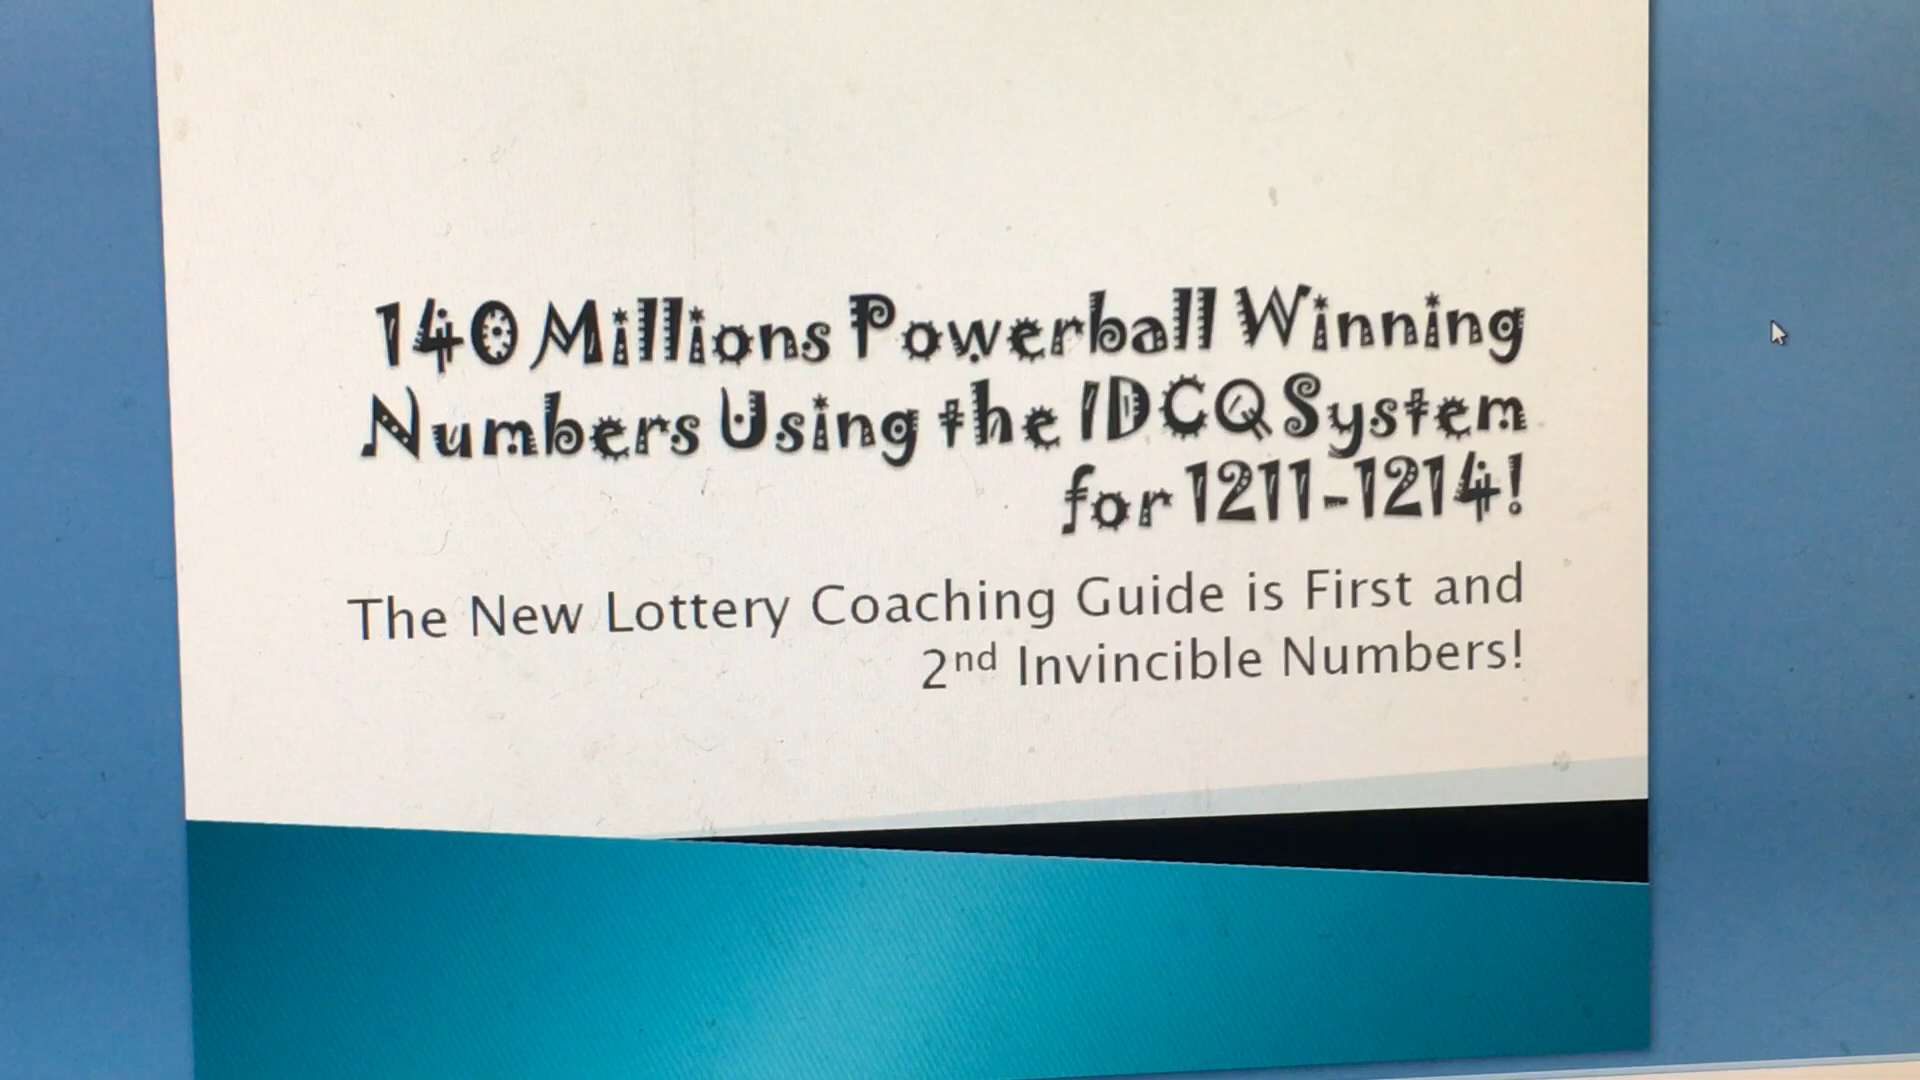 140 Millions Powerball Winning
Numbers Using the IDCQ System
for 1211-1214!
The New Lottery Coaching Guide is First and
2nd Invincible Numbers!